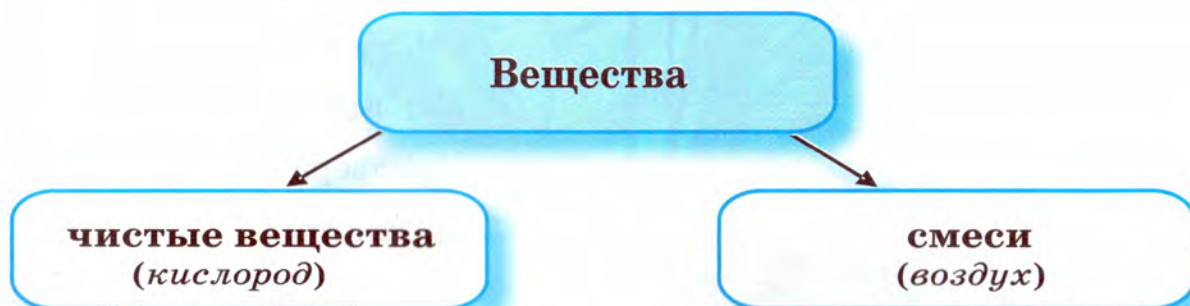 Вещества
чистые вещества
(кислород)
смеси
(воздух)